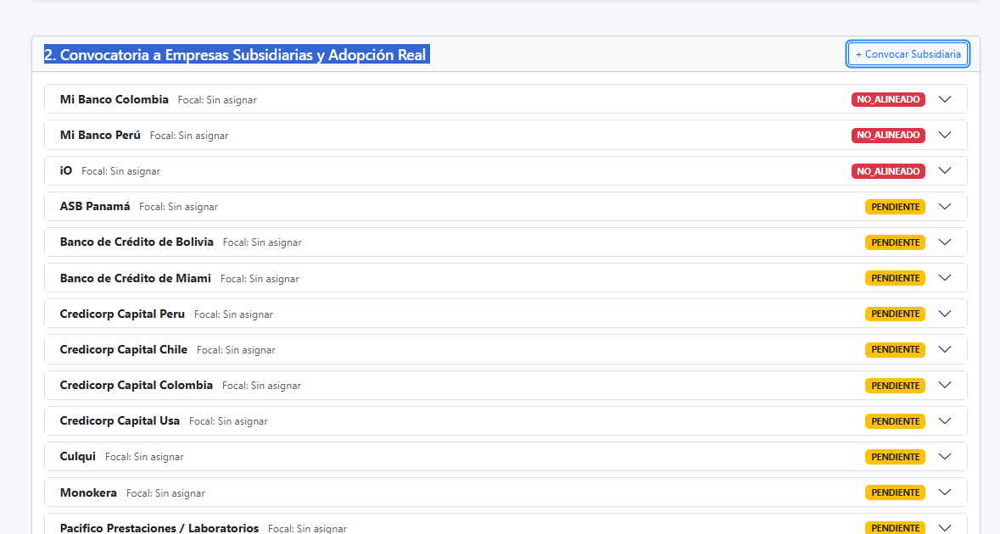 2. Convocatoria a Empresas Subsidiarias y Adopción Real + Convocar Subsidiaria
Mi Banco Colombia Focal: Sin asignar NO_ALINEADO
Mi Banco Perú Focal: Sin asignar NO_ALINEADO
iO Focal: Sin asignar NO_ALINEADO
ASB Panamá Focal: Sin asignar PENDIENTE
Banco de Crédito de Bolivia Focal: Sin asignar PENDIENTE
Banco de Crédito de Miami Focal: Sin asignar PENDIENTE
Credicorp Capital Peru Focal: Sin asignar PENDIENTE
Credicorp Capital Chile Focal: Sin asignar PENDIENTE
Credicorp Capital Colombia Focal: Sin asignar PENDIENTE
Credicorp Capital Usa Focal: Sin asignar PENDIENTE
Culqui Focal: Sin asignar PENDIENTE
Monokera Focal: Sin asignar PENDIENTE
Pacifico Prestaciones / Laboratorios Focal: Sin asignar PENDIENTE